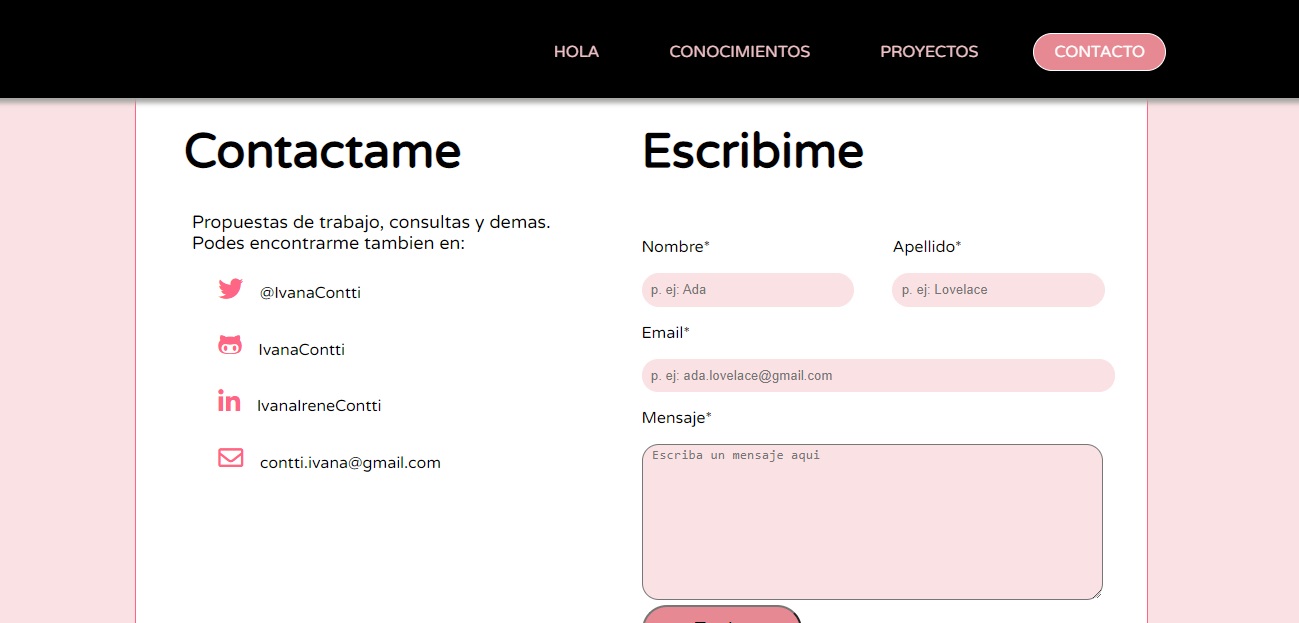 HOLA CONOCIMIENTOS PROYECTOS CONTACTO
Contactame
Propuestas de trabajo, consultas y demas.
Podes encontrarme tambien en:
@IvanaContti
IvanaContti
IvanaIreneContti
contti.ivana@gmail.com
Escribime
Nombre* Apellido*
p. ej: Ada p. ej: Lovelace
Email*
p. ej: ada.lovelace@gmail.com
Mensaje*
Escriba un mensaje aqui